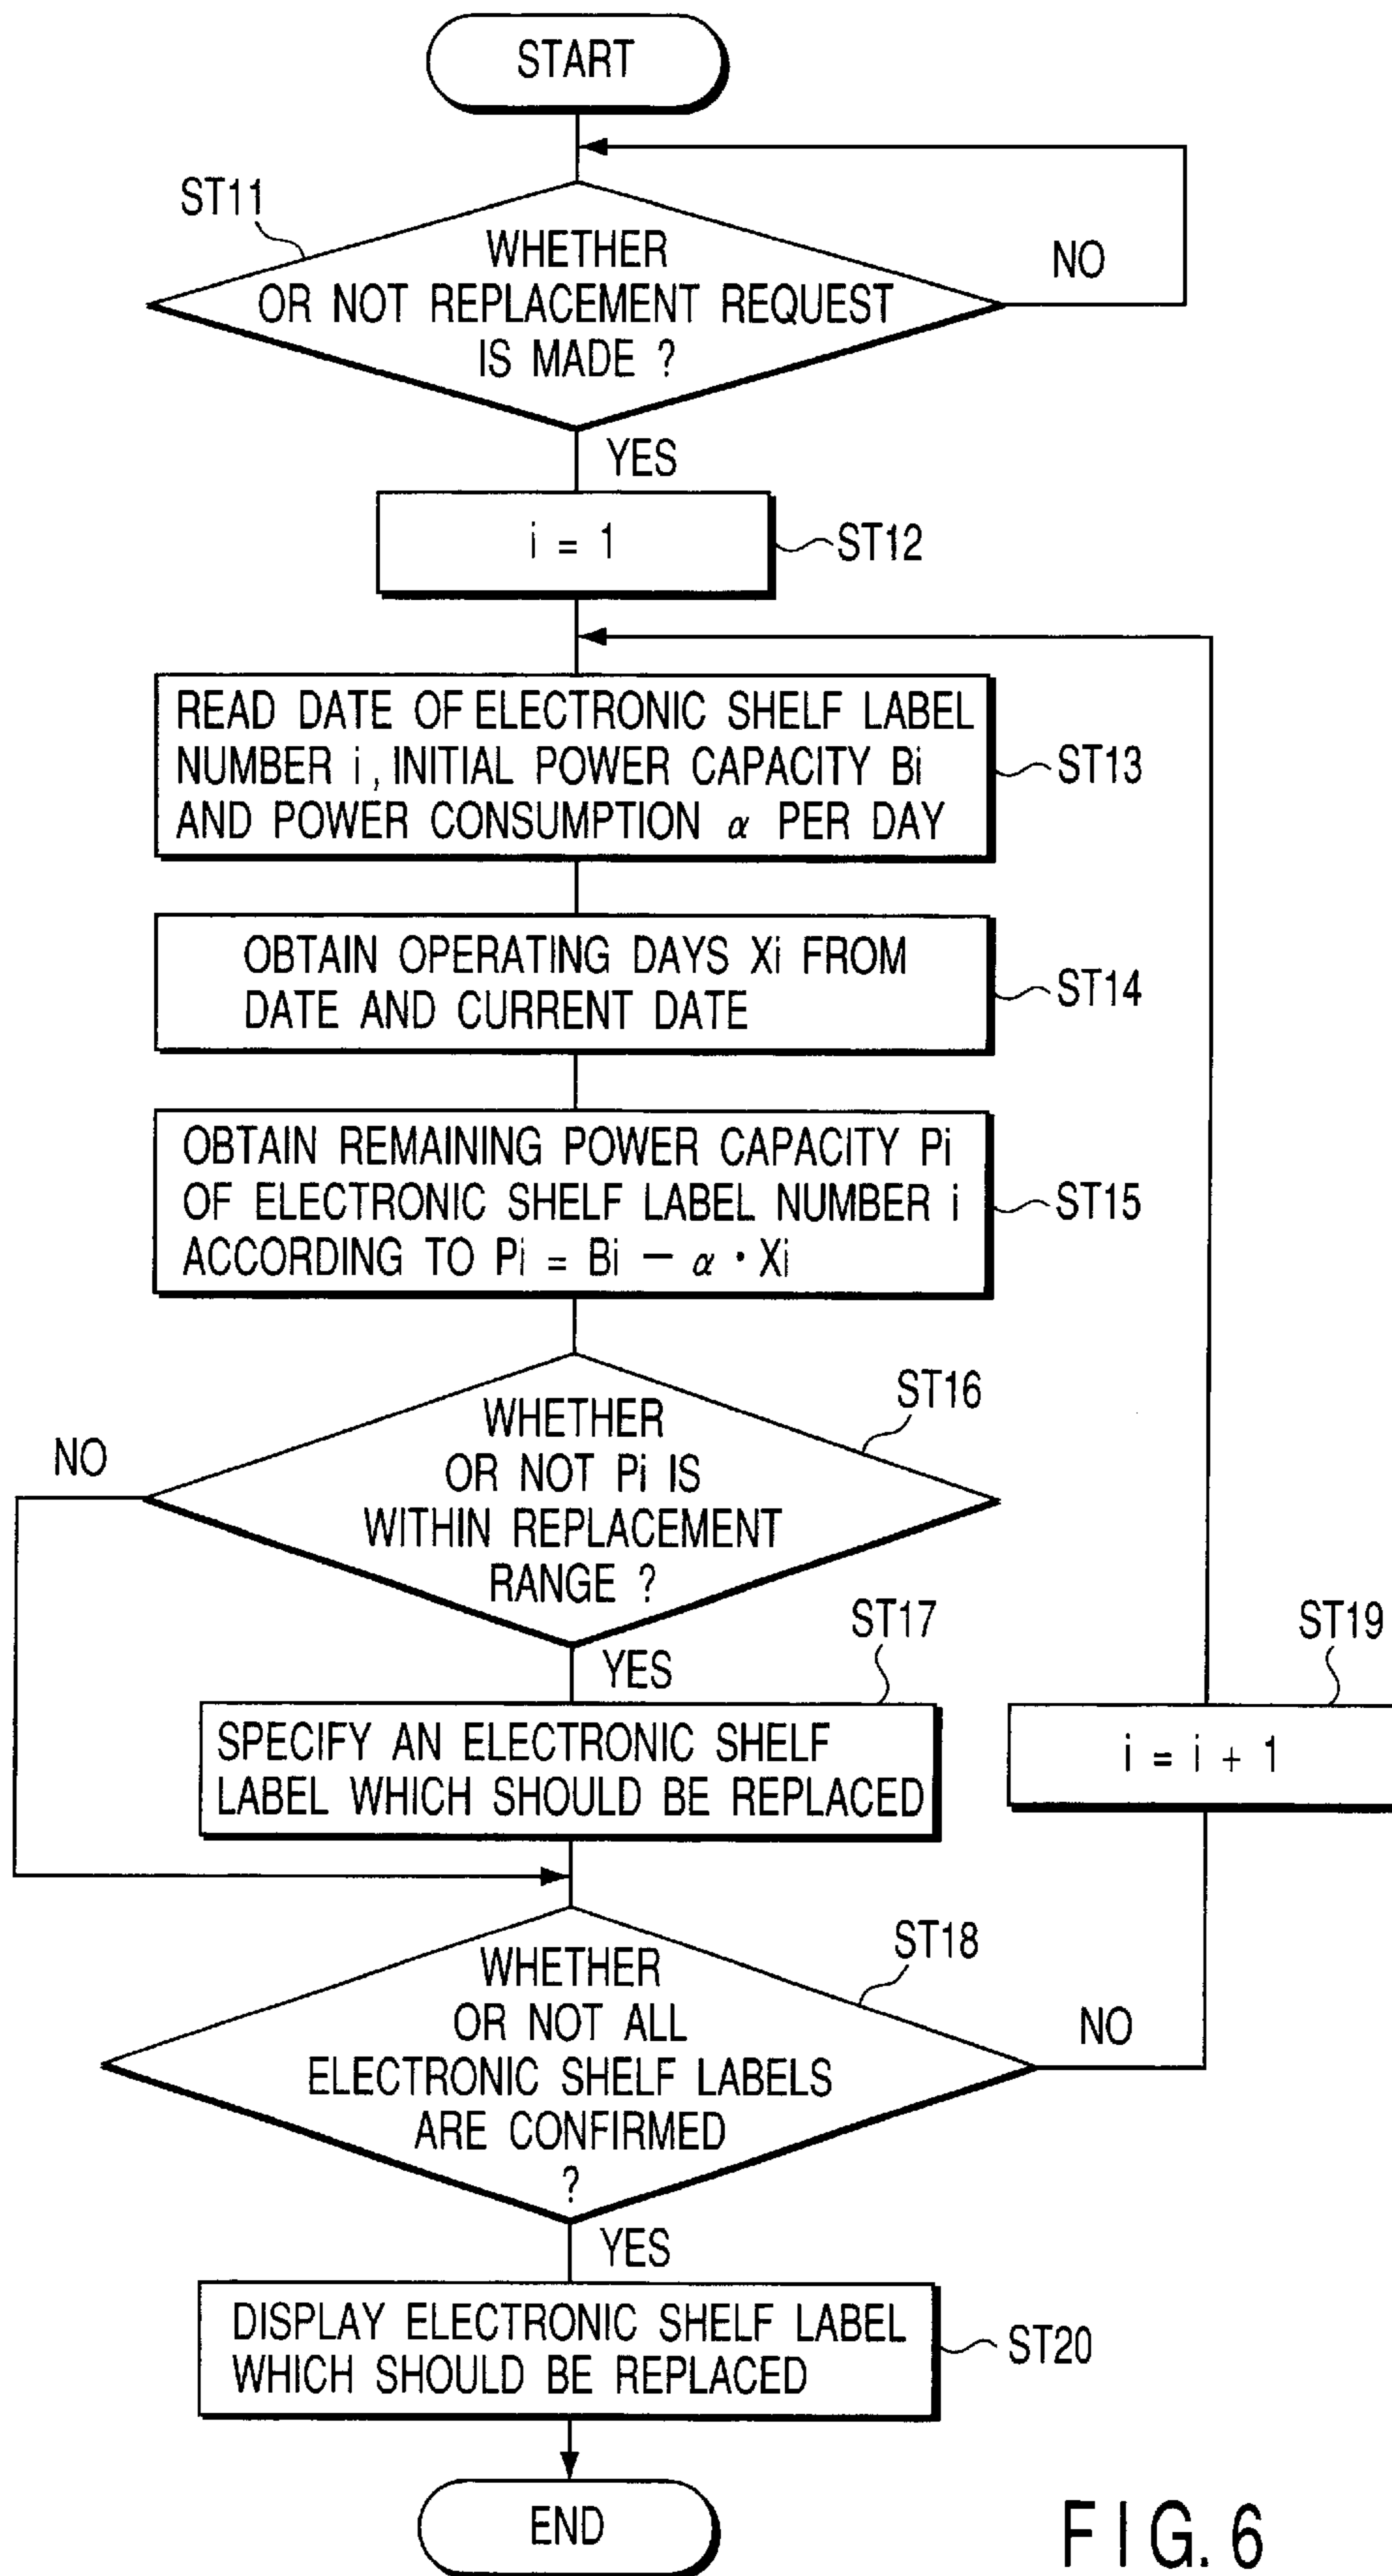 START
ST11
WHETHER
OR NOT REPLACEMENT REQUEST
IS MADE ?
NO
YES
i = 1
ST12
READ DATE OF ELECTRONIC SHELF LABEL
NUMBER i, INITIAL POWER CAPACITY Bi
AND POWER CONSUMPTION α PER DAY
ST13
OBTAIN OPERATING DAYS Xi FROM
DATE AND CURRENT DATE
ST14
OBTAIN REMAINING POWER CAPACITY Pi
OF ELECTRONIC SHELF LABEL NUMBER i
ACCORDING TO Pi = Bi − α · Xi
ST15
ST16
WHETHER
OR NOT Pi IS
WITHIN REPLACEMENT
RANGE ?
NO
YES
ST17
SPECIFY AN ELECTRONIC SHELF
LABEL WHICH SHOULD BE REPLACED
ST19
i = i + 1
ST18
WHETHER
OR NOT ALL
ELECTRONIC SHELF LABELS
ARE CONFIRMED
?
NO
YES
DISPLAY ELECTRONIC SHELF LABEL
WHICH SHOULD BE REPLACED
ST20
END
FIG. 6